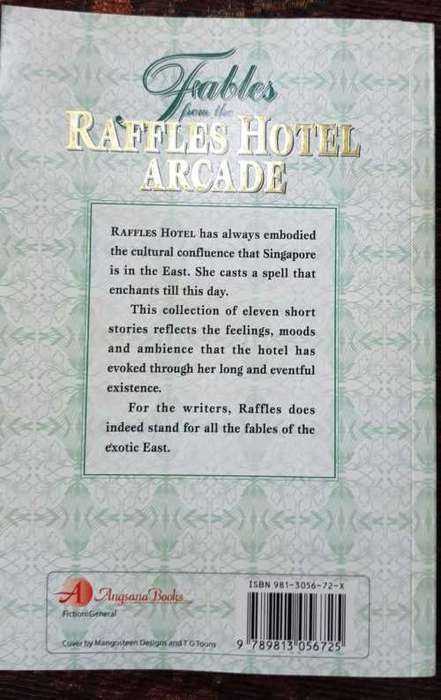 Fables
from the
RAFFLES HOTEL
ARCADE
RAFFLES HOTEL has always embodied
the cultural confluence that Singapore
is in the East. She casts a spell that
enchants till this day.
This collection of eleven short
stories reflects the feelings, moods
and ambience that the hotel has
evoked through her long and eventful
existence.
For the writers, Raffles does
indeed stand for all the fables of the
exotic East.
A Angsana Books
Fiction:General
Cover by Mangosteen Designs and T G Toony
ISBN 981-3056-72-X
9 789813 056725